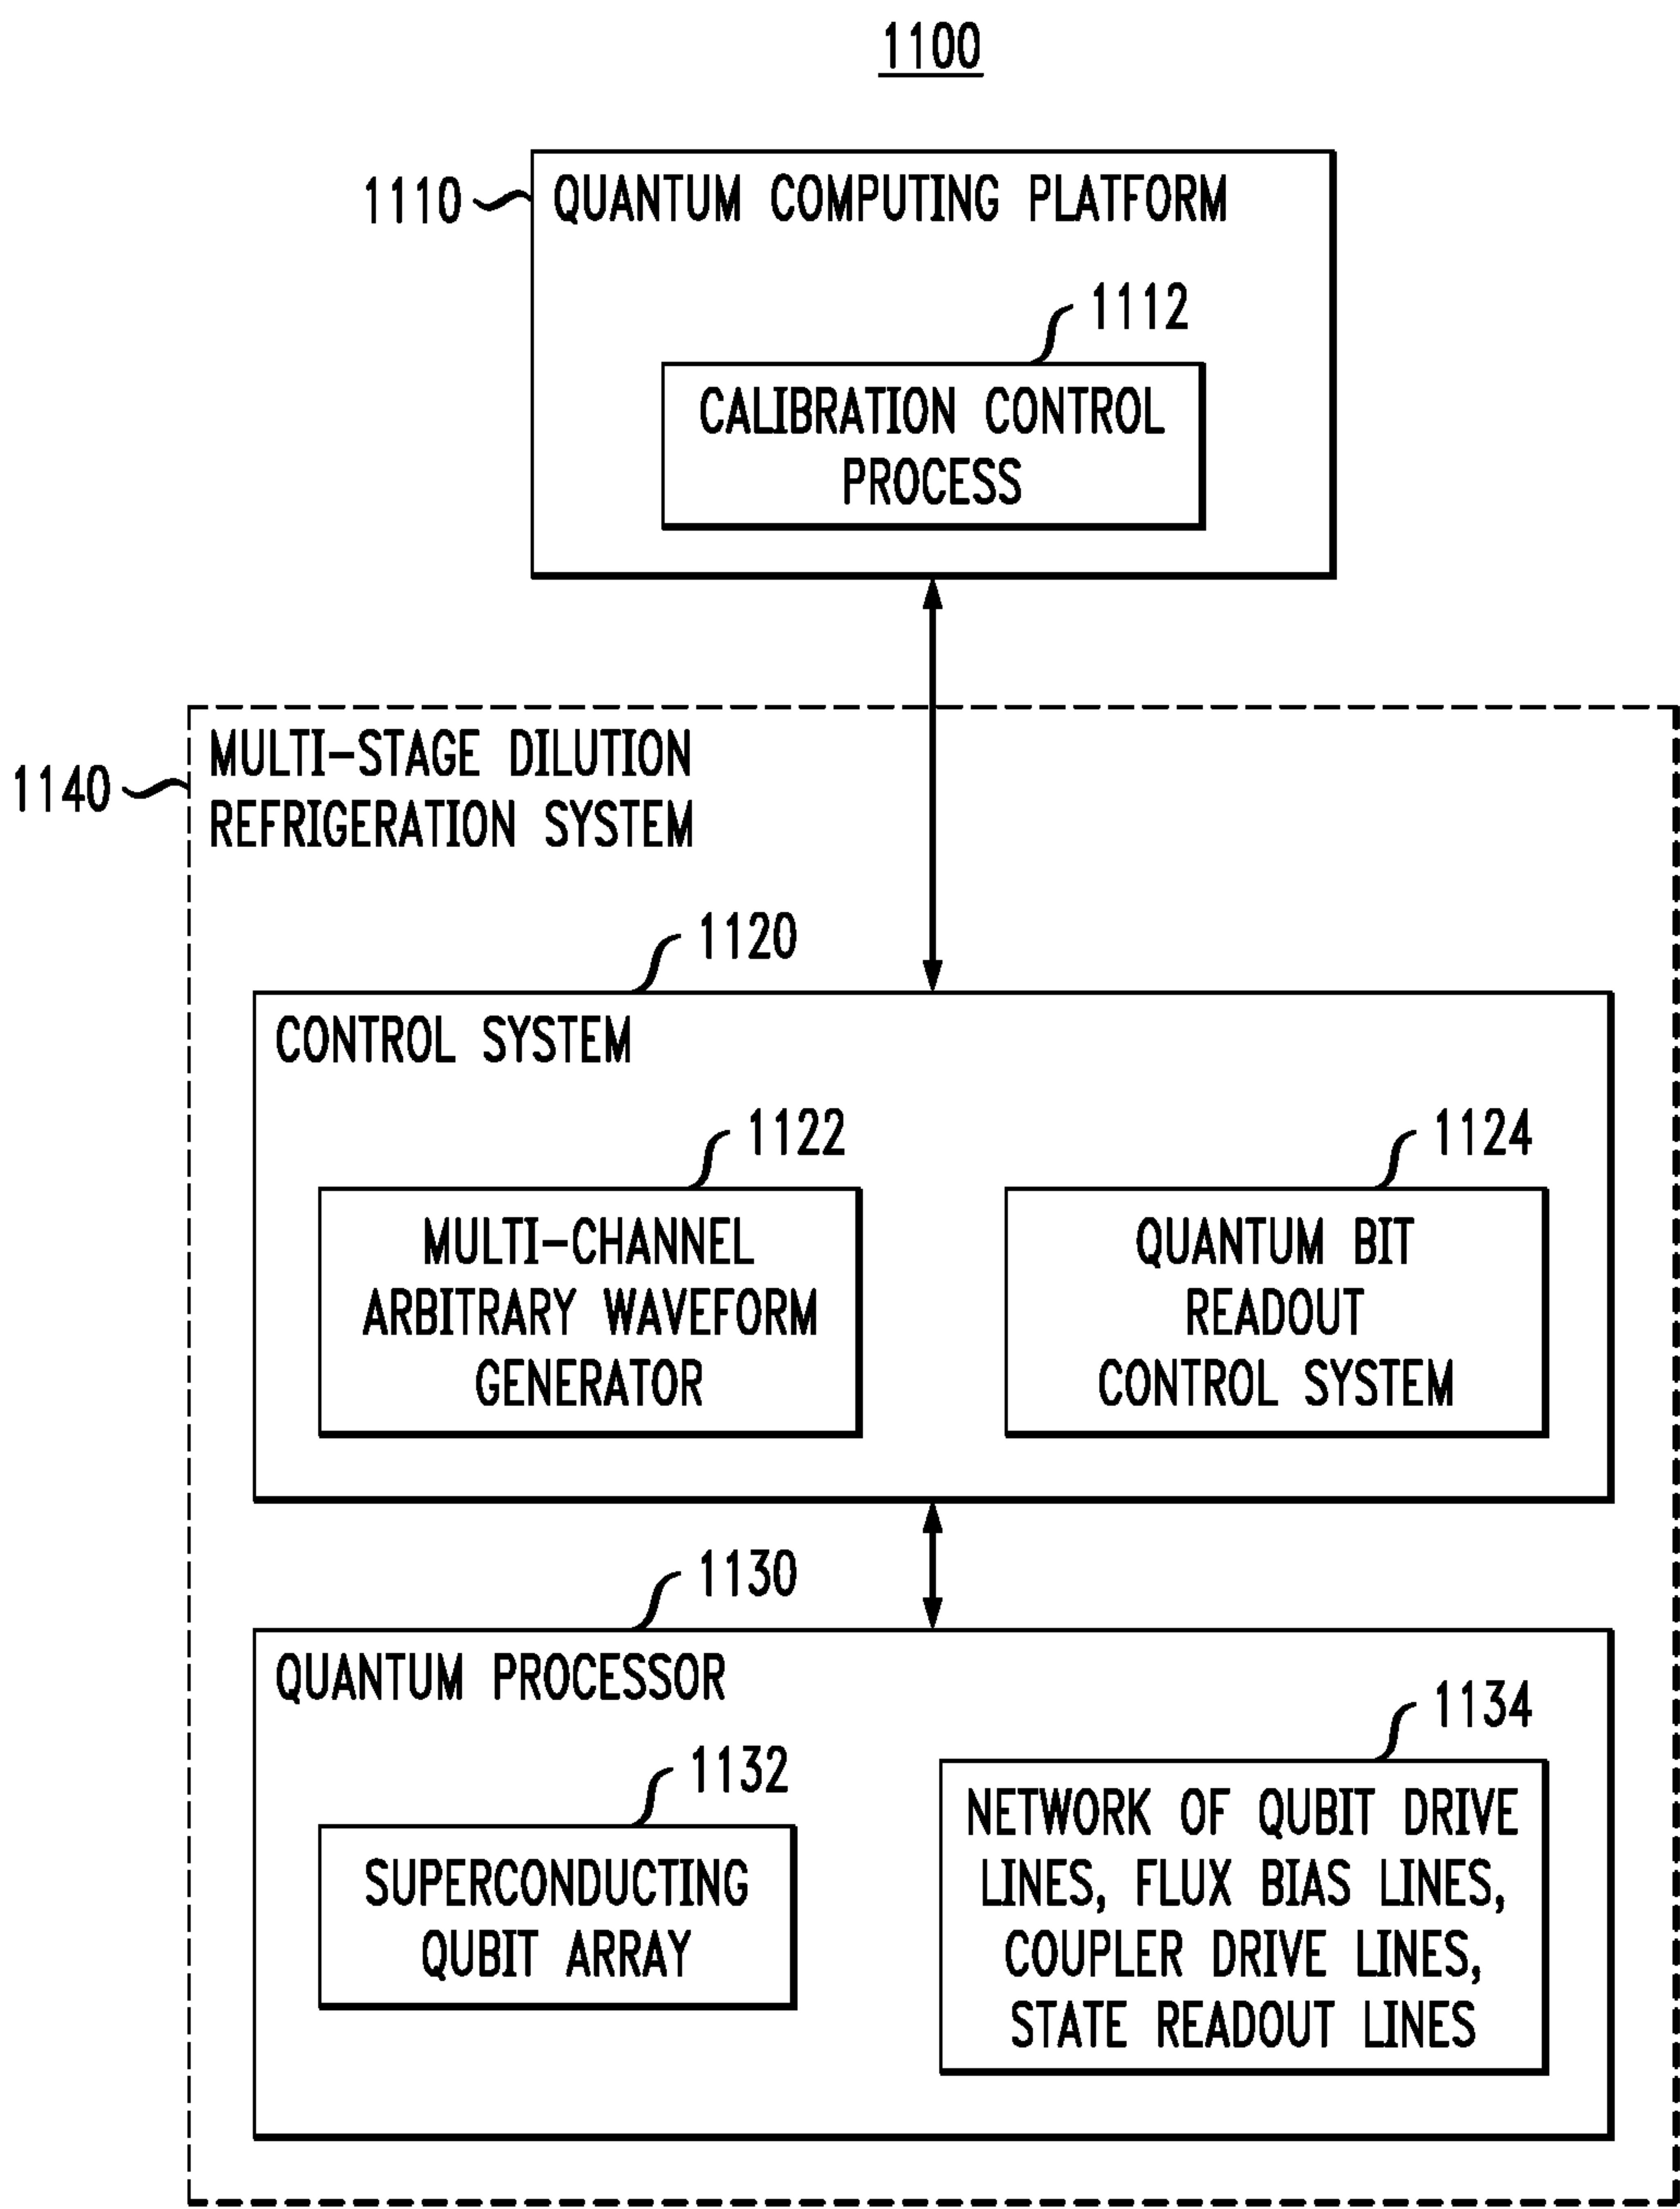 1100
1110
QUANTUM COMPUTING PLATFORM
1112
CALIBRATION CONTROL
PROCESS
1140
MULTI-STAGE DILUTION
REFRIGERATION SYSTEM
1120
CONTROL SYSTEM
1122
MULTI-CHANNEL
ARBITRARY WAVEFORM
GENERATOR
1124
QUANTUM BIT
READOUT
CONTROL SYSTEM
1130
QUANTUM PROCESSOR
1132
SUPERCONDUCTING
QUBIT ARRAY
1134
NETWORK OF QUBIT DRIVE
LINES, FLUX BIAS LINES,
COUPLER DRIVE LINES,
STATE READOUT LINES